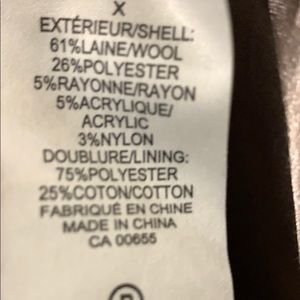 X
EXTÉRIEUR/SHELL:
61%LAINE/WOOL
26%POLYESTER
5%RAYONNE/RAYON
5%ACRYLIQUE/
ACRYLIC
3%NYLON
DOUBLURE/LINING:
75%POLYESTER
25%COTON/COTTON
FABRIQUÉ EN CHINE
MADE IN CHINA
CA 00655